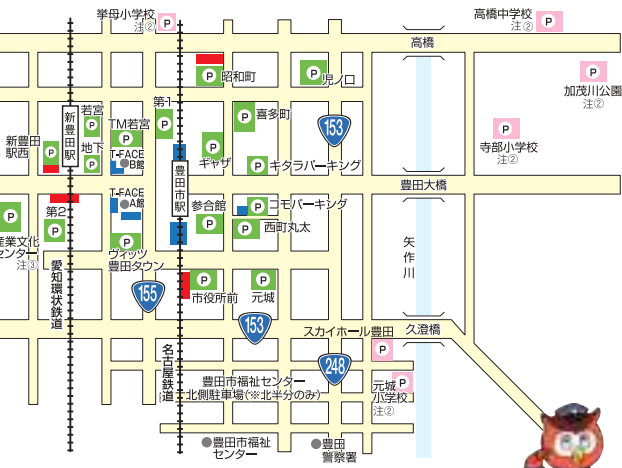 挙母小学校
P
注②
高橋中学校
P
注②
高橋
P
昭和町
P
児ノ口
P
加茂川公園
注②
新豊田駅
若宮
P
第1
P
TM若宮
P
P
喜多町
153
P
寺部小学校
注②
新豊田
駅西
P
地下
P
T-FACE
B館
P
ギャザ
P
キタラパーキング
豊田市駅
豊田大橋
T-FACE
A館
参合館
P
P
コモパーキング
P
西町丸太
P
産業文化
センター
注③
第2
P
P
ヴィッツ
豊田タウン
矢作川
愛知環状鉄道
155
P
市役所前
P
元城
153
スカイホール豊田
P
久澄橋
名古屋鉄道
248
豊田市福祉センター
北側駐車場(※北半分のみ)
元城
小学校
P
注②
豊田市福祉
センター
豊田
警察署